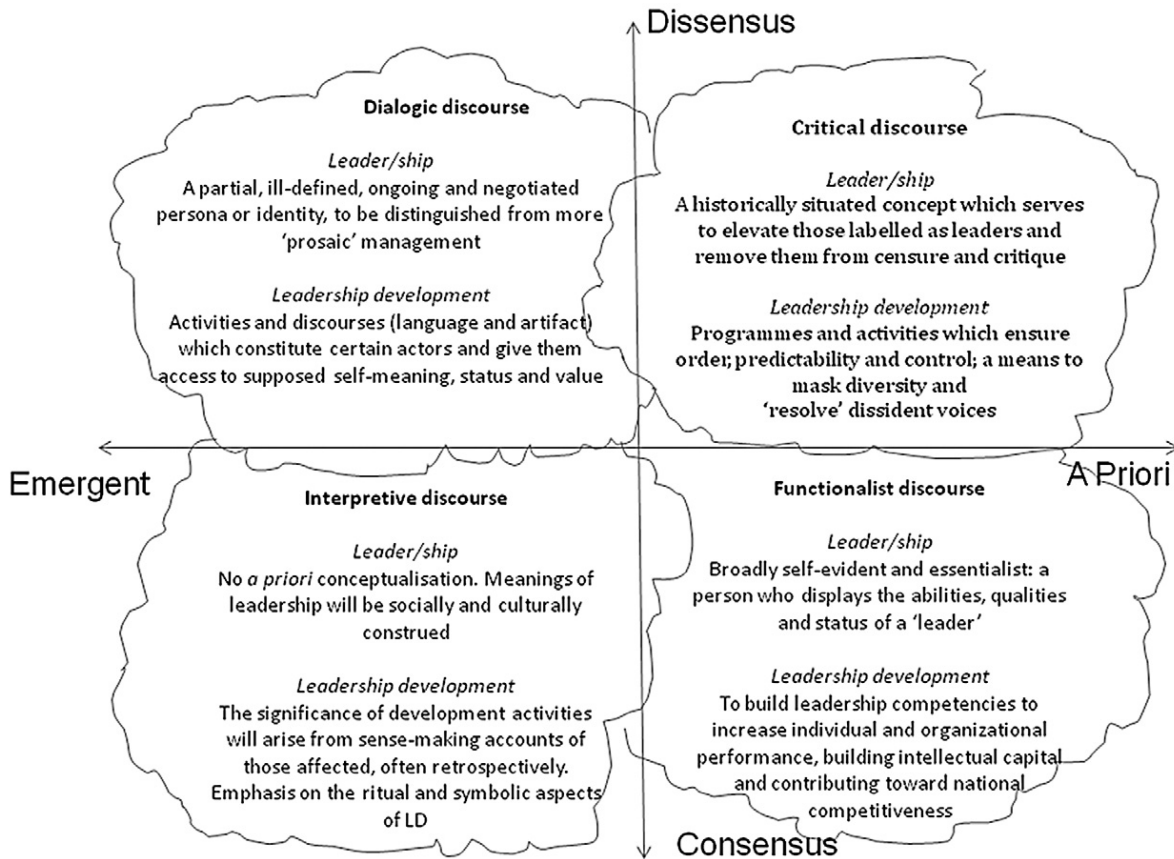 Dissensus
Dialogic discourse
Leader/ship
A partial, ill-defined, ongoing and negotiated
persona or identity, to be distinguished from more
‘prosaic’ management
Leadership development
Activities and discourses (language and artifact)
which constitute certain actors and give them
access to supposed self-meaning, status and value
Critical discourse
Leader/ship
A historically situated concept which serves
to elevate those labelled as leaders and
remove them from censure and critique
Leadership development
Programmes and activities which ensure
order, predictability and control; a means to
mask diversity and
‘resolve’ dissident voices
Emergent
A Priori
Interpretive discourse
Leader/ship
No a priori conceptualisation. Meanings of
leadership will be socially and culturally
construed
Leadership development
The significance of development activities
will arise from sense-making accounts of
those affected, often retrospectively.
Emphasis on the ritual and symbolic aspects
of LD
Functionalist discourse
Leader/ship
Broadly self-evident and essentialist: a
person who displays the abilities, qualities
and status of a ‘leader’
Leadership development
To build leadership competencies to
increase individual and organizational
performance, building intellectual capital
and contributing toward national
competitiveness
Consensus